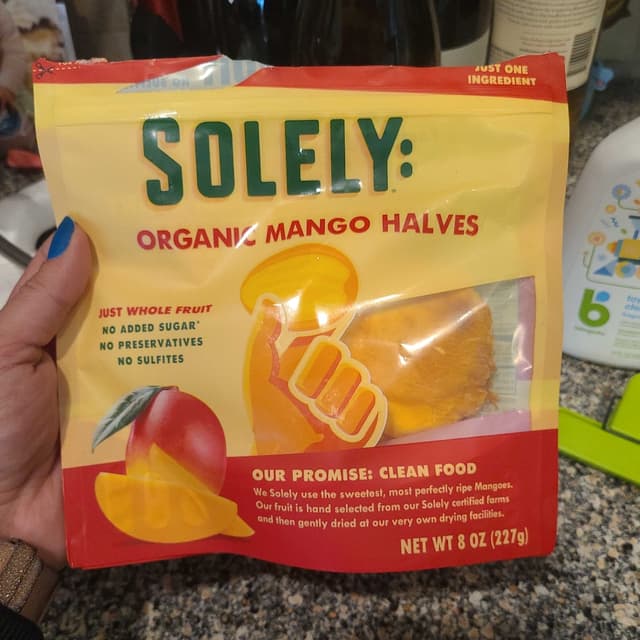 JUST ONE
INGREDIENT
SOLELY:
ORGANIC MANGO HALVES
JUST WHOLE FRUIT
NO ADDED SUGAR*
NO PRESERVATIVES
NO SULFITES
OUR PROMISE: CLEAN FOOD
We Solely use the sweetest, most perfectly ripe Mangoes.
Our fruit is hand selected from our Solely certified farms
and then gently dried at our very own drying facilities.
NET WT 8 OZ (227g)
b